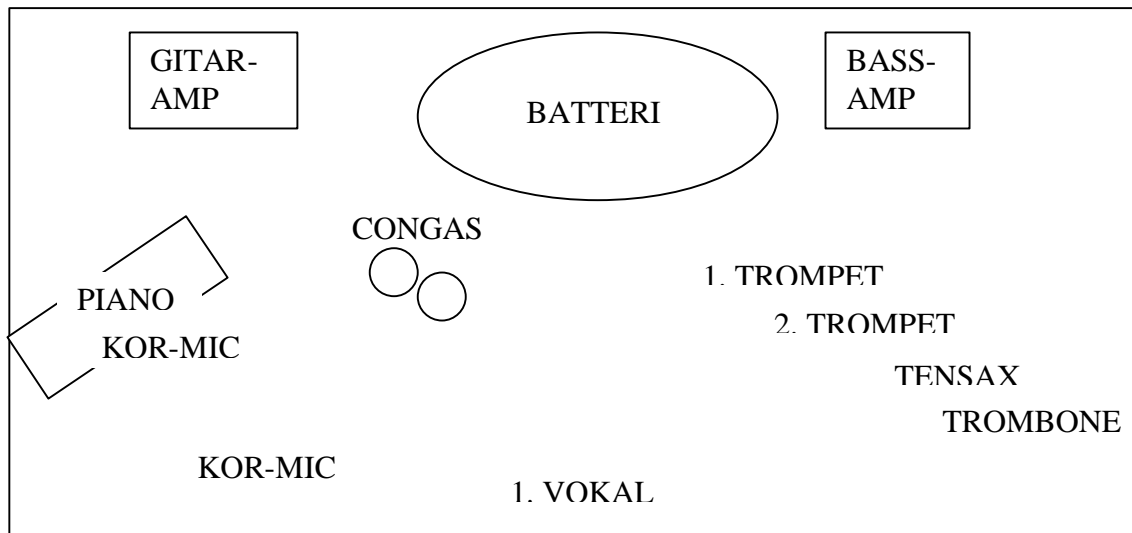 GITAR-
AMP
BATTERI
BASS-
AMP
CONGAS
1. TROMPET
PIANO
2. TROMPET
KOR-MIC
TENSAX
TROMBONE
KOR-MIC
1. VOKAL